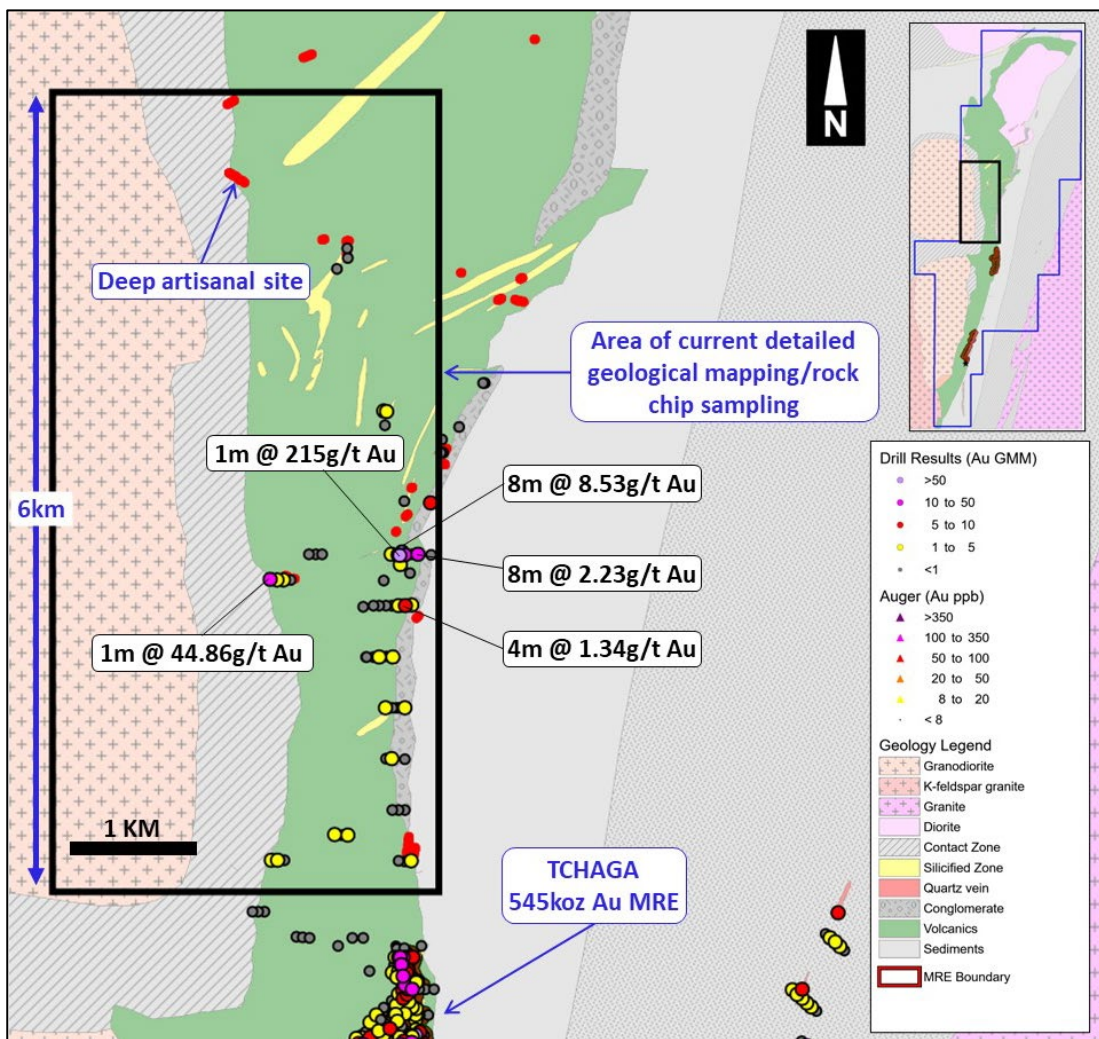 N
Deep artisanal site
Area of current detailed
geological mapping/rock
chip sampling
1m @ 215g/t Au
8m @ 8.53g/t Au
6km
8m @ 2.23g/t Au
1m @ 44.86g/t Au
4m @ 1.34g/t Au
1 KM
TCHAGA
545koz Au MRE
Drill Results (Au GMM)
>50
10 to 50
5 to 10
1 to 5
<1
Auger (Au ppb)
>350
100 to 350
50 to 100
20 to 50
8 to 20
< 8
Geology Legend
Granodiorite
K-feldspar granite
Granite
Diorite
Contact Zone
Silicified Zone
Quartz vein
Conglomerate
Volcanics
Sediments
MRE Boundary